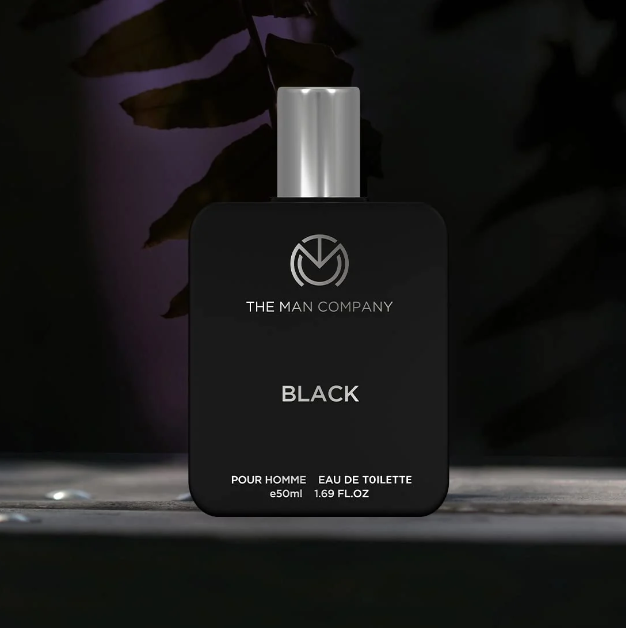 THE MAN COMPANY
BLACK
POUR HOMME EAU DE TOILETTE
e50ml 1.69 FL.OZ